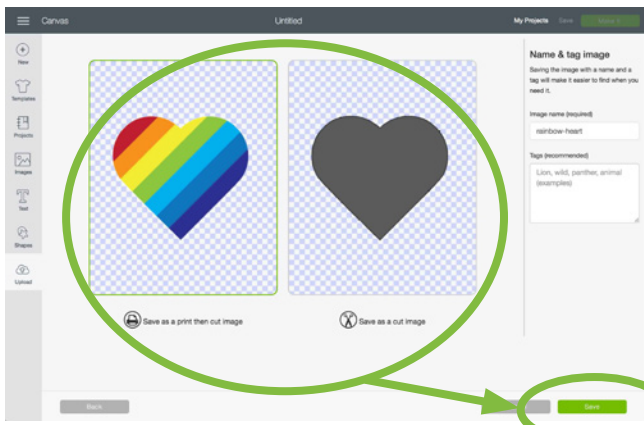 Canvas
Untitled
My Projects
Save
Make It
New
Templates
Projects
Images
Text
Shapes
Upload
Save as a print then cut image
Save as a cut image
Name & tag image
Saving the image with a name and a
tag will make it easier to find when you
need it.
Image name (required)
rainbow-heart
Tags (recommended)
Lion, wild, panther, animal
(examples)
Back
Save